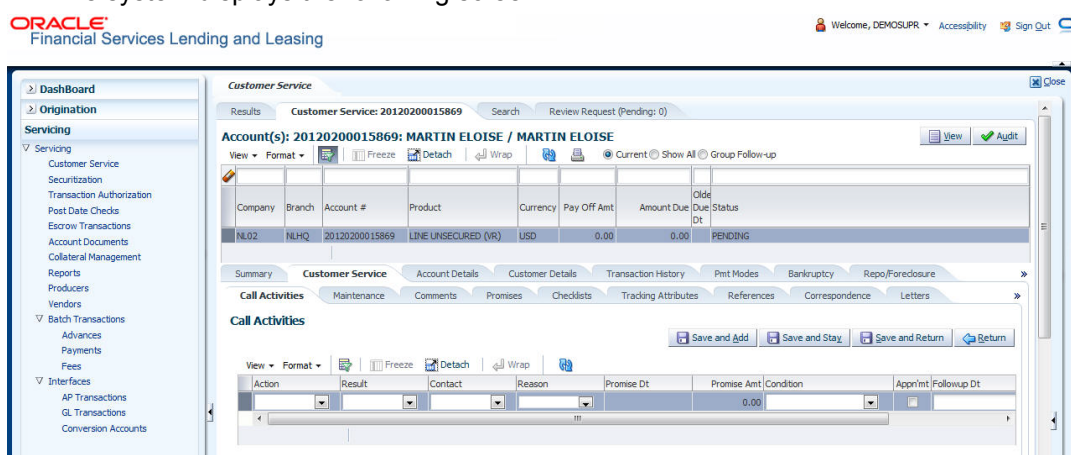 ORACLE
Financial Services Lending and Leasing
Welcome, DEMOSUPR Accessibility Sign Out
Close
DashBoard
Origination
Servicing
Servicing
Customer Service
Securitization
Transaction Authorization
Post Date Checks
Escrow Transactions
Account Documents
Collateral Management
Reports
Producers
Vendors
Batch Transactions
Advances
Payments
Fees
Interfaces
AP Transactions
GL Transactions
Conversion Accounts
Customer Service
Results Customer Service: 20120200015869 Search Review Request (Pending: 0)
Account(s): 20120200015869: MARTIN ELOISE / MARTIN ELOISE
View Audit
View Format Freeze Detach Wrap Current Show All Group Follow-up
Company Branch Account # Product Currency Pay Off Amt Amount Due Olde Due Dt Status
NL02 NLHQ 20120200015869 LINE UNSECURED (VR) USD 0.00 0.00 PENDING
Summary Customer Service Account Details Customer Details Transaction History Pmt Modes Bankruptcy Repo/Foreclosure »
Call Activities Maintenance Comments Promises Checklists Tracking Attributes References Correspondence Letters »
Call Activities
Save and Add Save and Stay Save and Return Return
View Format Freeze Detach Wrap
Action Result Contact Reason Promise Dt Promise Amt Condition Appn'mt Followup Dt
0.00